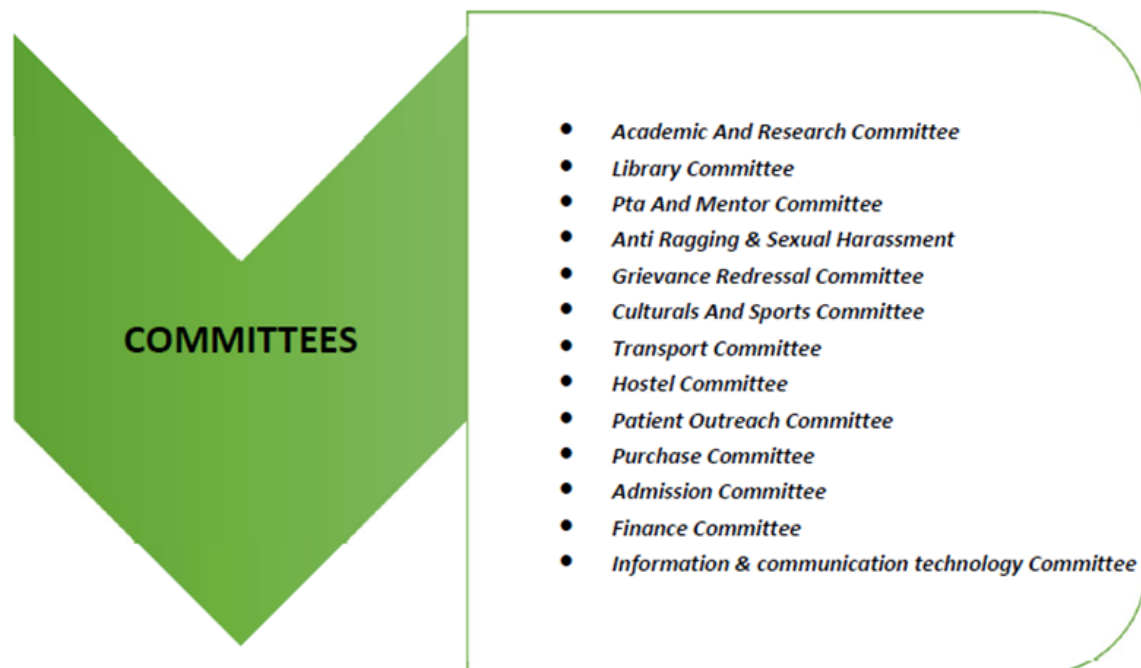 COMMITTEES
• Academic And Research Committee
• Library Committee
• Pta And Mentor Committee
• Anti Ragging & Sexual Harassment
• Grievance Redressal Committee
• Culturals And Sports Committee
• Transport Committee
• Hostel Committee
• Patient Outreach Committee
• Purchase Committee
• Admission Committee
• Finance Committee
• Information & communication technology Committee